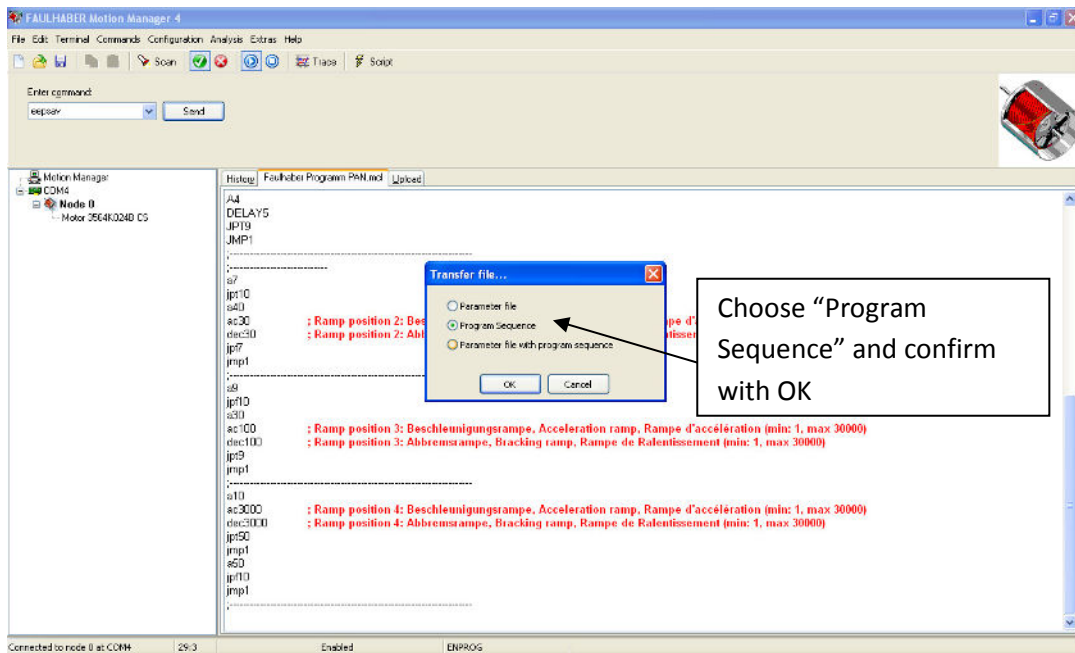 FAULHABER Motion Manager 4
File Edit Terminal Commands Configuration Analysis Extras Help
Scan Trace Script
Enter command:
eepsav Send
Motion Manager
COM4
Node 0
Motor 3564K024B CS
History Faulhaber Programm PAN.mcl Upload
A4
DELAY5
JPT9
JMP1
;------------------------------------------------------------
;------------------------
a7
jpt10
a40
ac30 ; Ramp position 2: Bes
dec30 ; Ramp position 2: Abb
jpf7
jmp1
;------------------------------------------------------------
a9
jpf10
a30
ac100 ; Ramp position 3: Beschleunigungsrampe, Acceleration ramp, Rampe d'accélération (min: 1, max 30000)
dec100 ; Ramp position 3: Abbremsrampe, Bracking ramp, Rampe de Ralentissement (min: 1, max 30000)
jpt9
jmp1
;------------------------------------------------------------
a10
ac3000 ; Ramp position 4: Beschleunigungsrampe, Acceleration ramp, Rampe d'accélération (min: 1, max 30000)
dec3000 ; Ramp position 4: Abbremsrampe, Bracking ramp, Rampe de Ralentissement (min: 1, max 30000)
jpt50
jmp1
a50
jpf10
jmp1
;------------------------------------------------------------
Transfer file...
Parameter file
Program Sequence
Parameter file with program sequence
OK Cancel
Choose “Program
Sequence” and confirm
with OK
Connected to node 0 at COM4 29:3 Enabled ENPROG